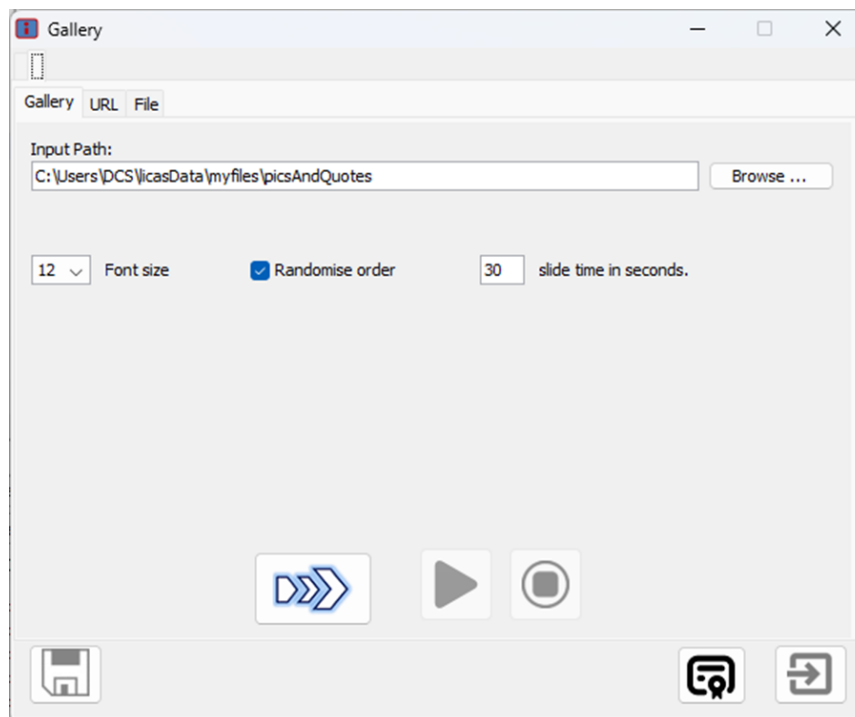 Gallery
Gallery URL File
Input Path:
C:\Users\DCS\icasData\myfiles\picsAndQuotes Browse ...
12 Font size Randomise order 30 slide time in seconds.